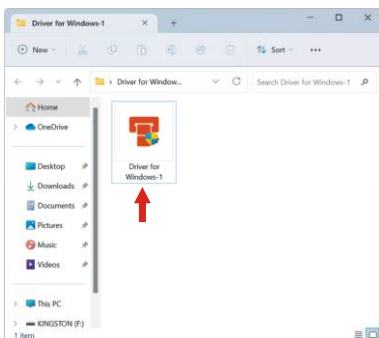 Driver for Windows-1
New
Sort
Driver for Window...
Search Driver for Windows-1
Home
OneDrive
Desktop
Downloads
Documents
Pictures
Music
Videos
This PC
KINGSTON (F:)
Driver for
Windows-1
1 item